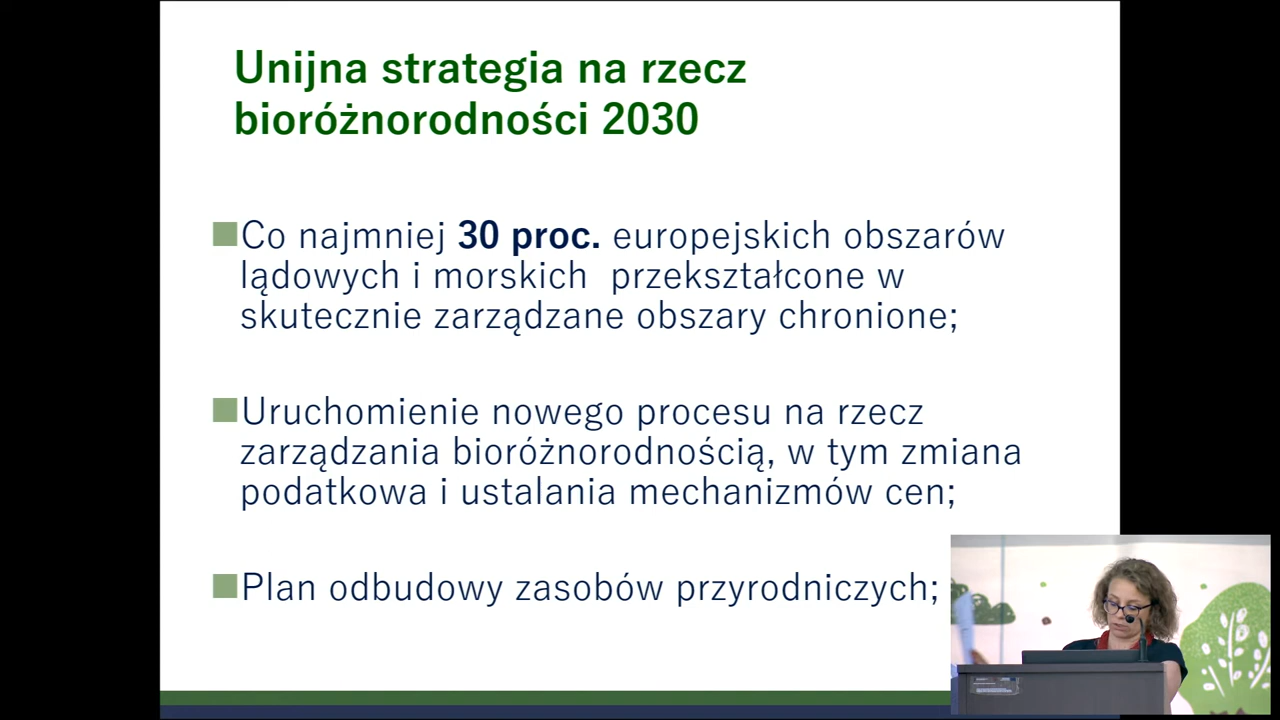 Unijna strategia na rzecz
bioróżnorodności 2030
Co najmniej 30 proc. europejskich obszarów
lądowych i morskich przekształcone w
skutecznie zarządzane obszary chronione;
Uruchomienie nowego procesu na rzecz
zarządzania bioróżnorodnością, w tym zmiana
podatkowa i ustalania mechanizmów cen;
Plan odbudowy zasobów przyrodniczych;